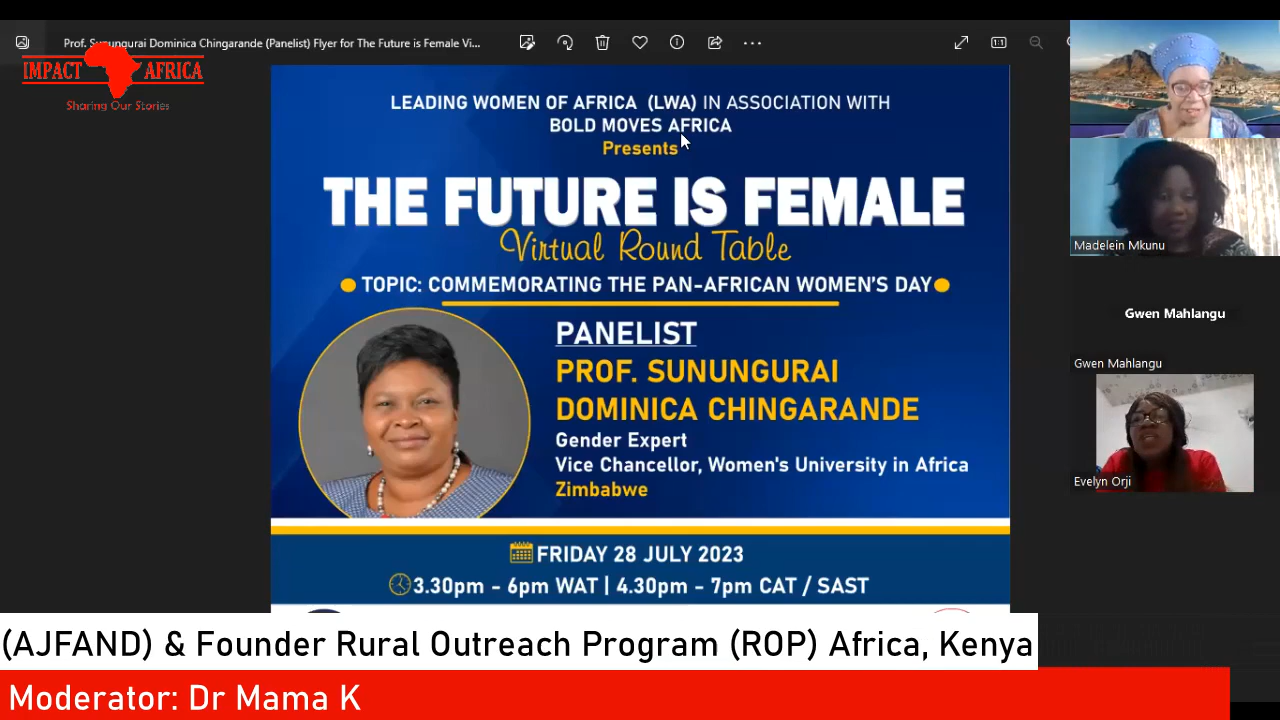 Prof. Sunungurai Dominica Chingarande (Panelist) Flyer for The Future is Female Vi...
IMPACT AFRICA
Sharing Our Stories
LEADING WOMEN OF AFRICA (LWA) IN ASSOCIATION WITH
BOLD MOVES AFRICA
Presents
THE FUTURE IS FEMALE
Virtual Round Table
TOPIC: COMMEMORATING THE PAN-AFRICAN WOMEN'S DAY
PANELIST
PROF. SUNUNGURAI
DOMINICA CHINGARANDE
Gender Expert
Vice Chancellor, Women's University in Africa
Zimbabwe
FRIDAY 28 JULY 2023
3.30pm - 6pm WAT | 4.30pm - 7pm CAT / SAST
1:1
Madelein Mkunu
Gwen Mahlangu
Gwen Mahlangu
Evelyn Orji
(AJFAND) & Founder Rural Outreach Program (ROP) Africa, Kenya
Moderator: Dr Mama K